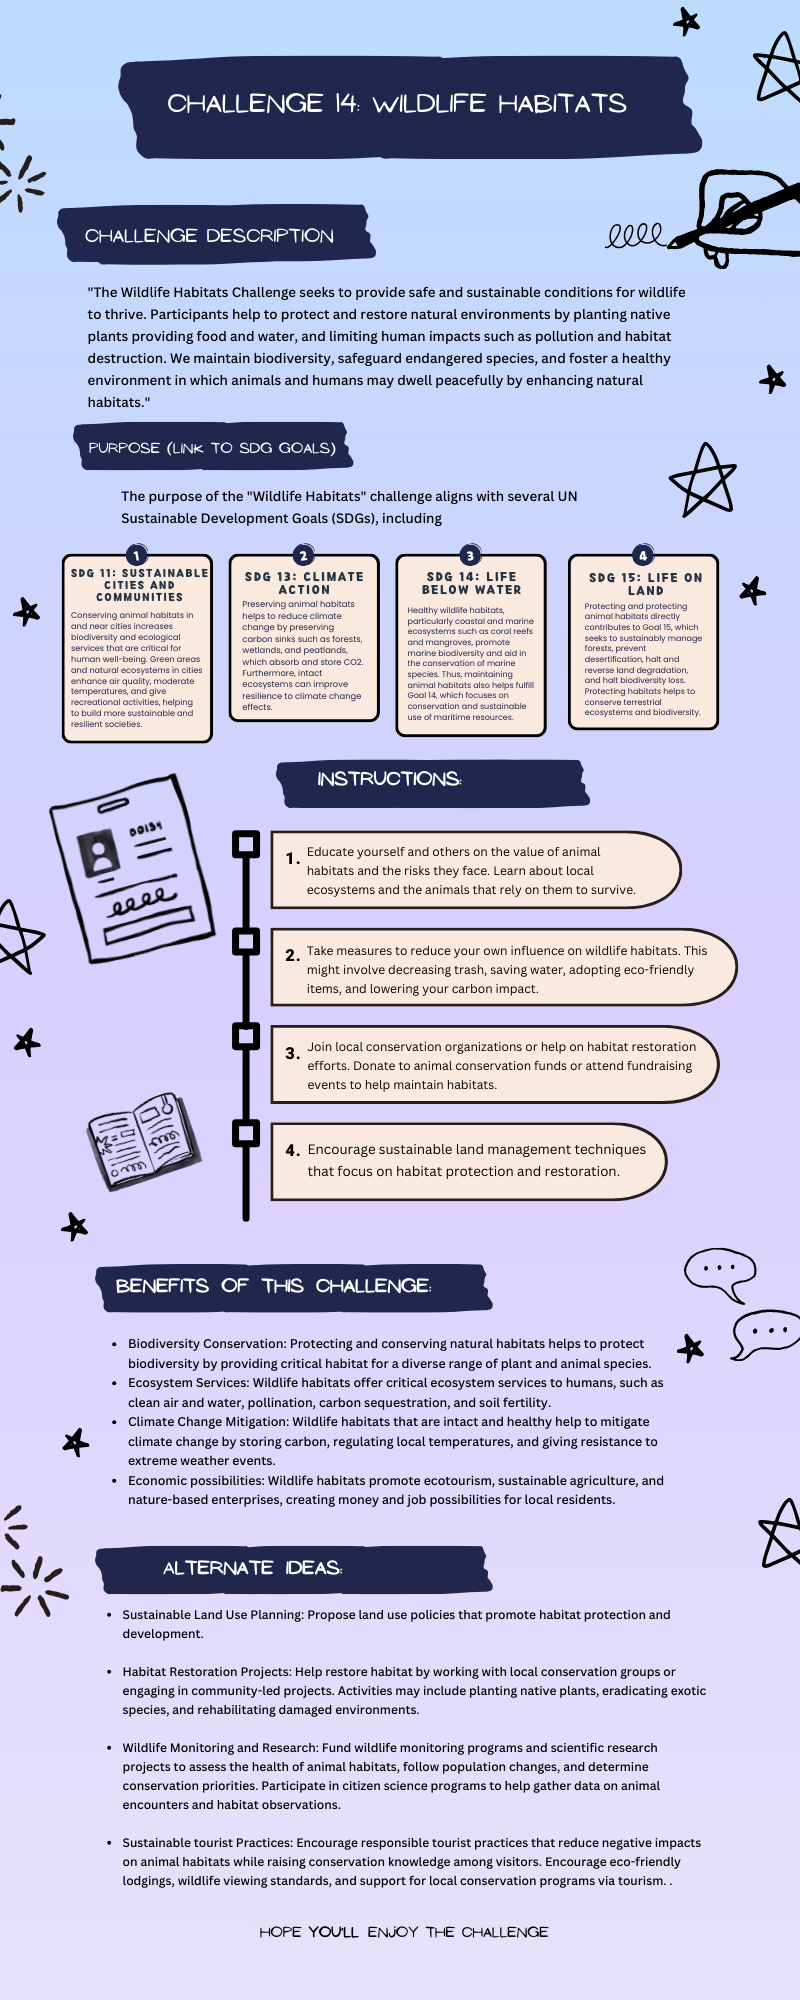 CHALLENGE 14: WILDLIFE HABITATS
CHALLENGE DESCRIPTION
"The Wildlife Habitats Challenge seeks to provide safe and sustainable conditions for wildlife
to thrive. Participants help to protect and restore natural environments by planting native
plants providing food and water, and limiting human impacts such as pollution and habitat
destruction. We maintain biodiversity, safeguard endangered species, and foster a healthy
environment in which animals and humans may dwell peacefully by enhancing natural
habitats."
PURPOSE (LINK TO SDG GOALS)
The purpose of the "Wildlife Habitats" challenge aligns with several UN
Sustainable Development Goals (SDGs), including
1
SDG 11: SUSTAINABLE
CITIES AND
COMMUNITIES
Conserving animal habitats in
and near cities increases
biodiversity and ecological
services that are critical for
human well-being. Green areas
and natural ecosystems in cities
enhance air quality, moderate
temperatures, and give
recreational activities, helping
to build more sustainable and
resilient societies.
2
SDG 13: CLIMATE
ACTION
Preserving animal habitats
helps to reduce climate
change by preserving
carbon sinks such as forests,
wetlands, and peatlands,
which absorb and store CO2.
Furthermore, intact
ecosystems can improve
resilience to climate change
effects.
3
SDG 14: LIFE
BELOW WATER
Healthy wildlife habitats,
particularly coastal and marine
ecosystems such as coral reefs
and mangroves, promote
marine biodiversity and aid in
the conservation of marine
species. Thus, maintaining
animal habitats also helps fulfill
Goal 14, which focuses on
conservation and sustainable
use of maritime resources.
4
SDG 15: LIFE ON
LAND
Protecting and protecting
animal habitats directly
contributes to Goal 15, which
seeks to sustainably manage
forests, prevent
desertification, halt and
reverse land degradation,
and halt biodiversity loss.
Protecting habitats helps to
conserve terrestrial
ecosystems and biodiversity.
INSTRUCTIONS:
DO134
1. Educate yourself and others on the value of animal
habitats and the risks they face. Learn about local
ecosystems and the animals that rely on them to survive.
2. Take measures to reduce your own influence on wildlife habitats. This
might involve decreasing trash, saving water, adopting eco-friendly
items, and lowering your carbon impact.
3. Join local conservation organizations or help on habitat restoration
efforts. Donate to animal conservation funds or attend fundraising
events to help maintain habitats.
4. Encourage sustainable land management techniques
that focus on habitat protection and restoration.
BENEFITS OF THIS CHALLENGE:
• Biodiversity Conservation: Protecting and conserving natural habitats helps to protect
biodiversity by providing critical habitat for a diverse range of plant and animal species.
• Ecosystem Services: Wildlife habitats offer critical ecosystem services to humans, such as
clean air and water, pollination, carbon sequestration, and soil fertility.
• Climate Change Mitigation: Wildlife habitats that are intact and healthy help to mitigate
climate change by storing carbon, regulating local temperatures, and giving resistance to
extreme weather events.
• Economic possibilities: Wildlife habitats promote ecotourism, sustainable agriculture, and
nature-based enterprises, creating money and job possibilities for local residents.
ALTERNATE IDEAS:
• Sustainable Land Use Planning: Propose land use policies that promote habitat protection and
development.
• Habitat Restoration Projects: Help restore habitat by working with local conservation groups or
engaging in community-led projects. Activities may include planting native plants, eradicating exotic
species, and rehabilitating damaged environments.
• Wildlife Monitoring and Research: Fund wildlife monitoring programs and scientific research
projects to assess the health of animal habitats, follow population changes, and determine
conservation priorities. Participate in citizen science programs to help gather data on animal
encounters and habitat observations.
• Sustainable tourist Practices: Encourage responsible tourist practices that reduce negative impacts
on animal habitats while raising conservation knowledge among visitors. Encourage eco-friendly
lodgings, wildlife viewing standards, and support for local conservation programs via tourism. .
HOPE YOU'LL ENJOY THE CHALLENGE